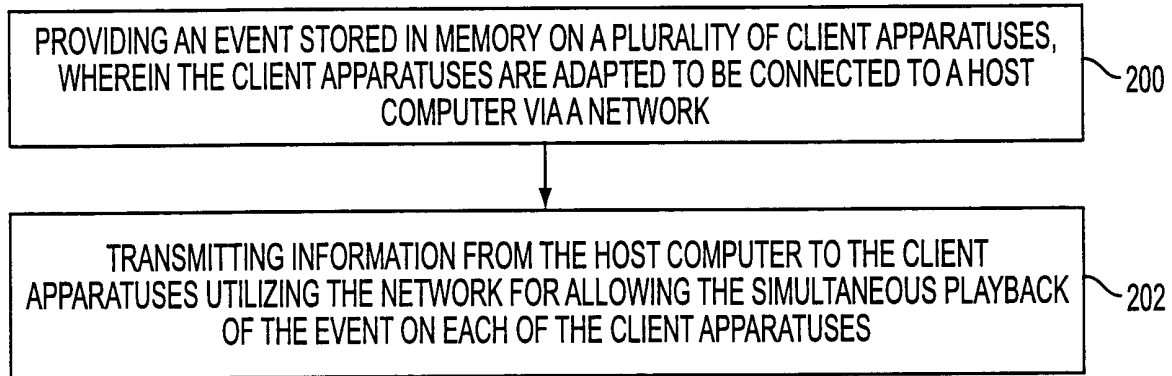 PROVIDING AN EVENT STORED IN MEMORY ON A PLURALITY OF CLIENT APPARATUSES,
WHEREIN THE CLIENT APPARATUSES ARE ADAPTED TO BE CONNECTED TO A HOST
COMPUTER VIA A NETWORK
200
TRANSMITTING INFORMATION FROM THE HOST COMPUTER TO THE CLIENT
APPARATUSES UTILIZING THE NETWORK FOR ALLOWING THE SIMULTANEOUS PLAYBACK
OF THE EVENT ON EACH OF THE CLIENT APPARATUSES
202